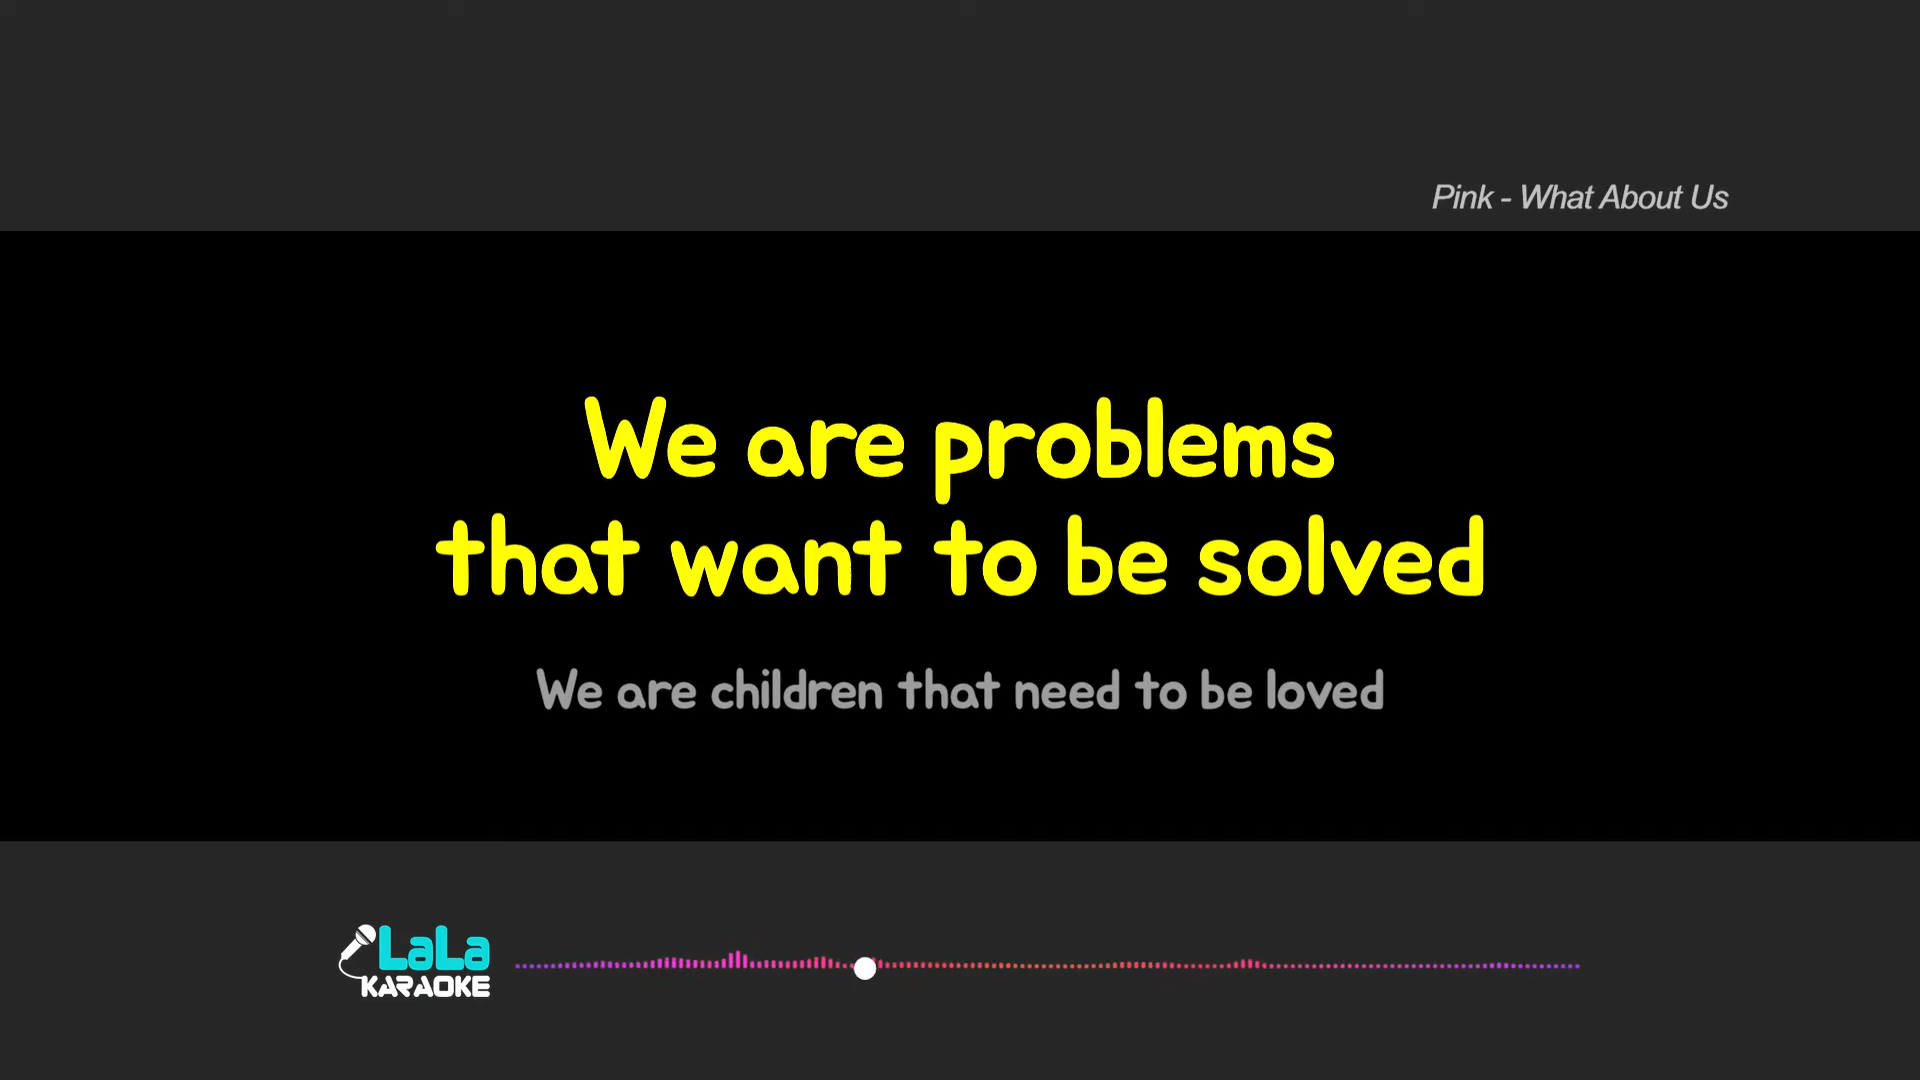 Pink - What About Us
We are problems
that want to be solved
We are children that need to be loved
LaLa
KARAOKE